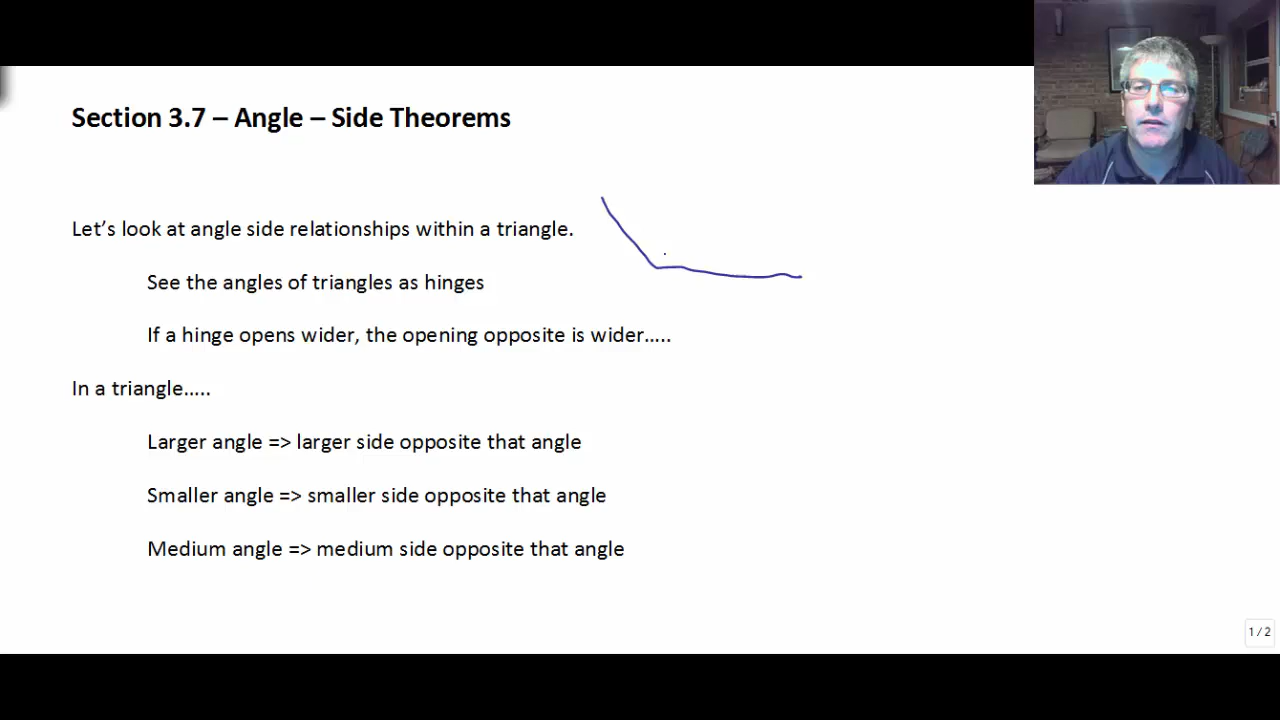 Section 3.7 – Angle – Side Theorems
Let’s look at angle side relationships within a triangle.
See the angles of triangles as hinges
If a hinge opens wider, the opening opposite is wider…..
In a triangle…..
Larger angle => larger side opposite that angle
Smaller angle => smaller side opposite that angle
Medium angle => medium side opposite that angle
1 / 2